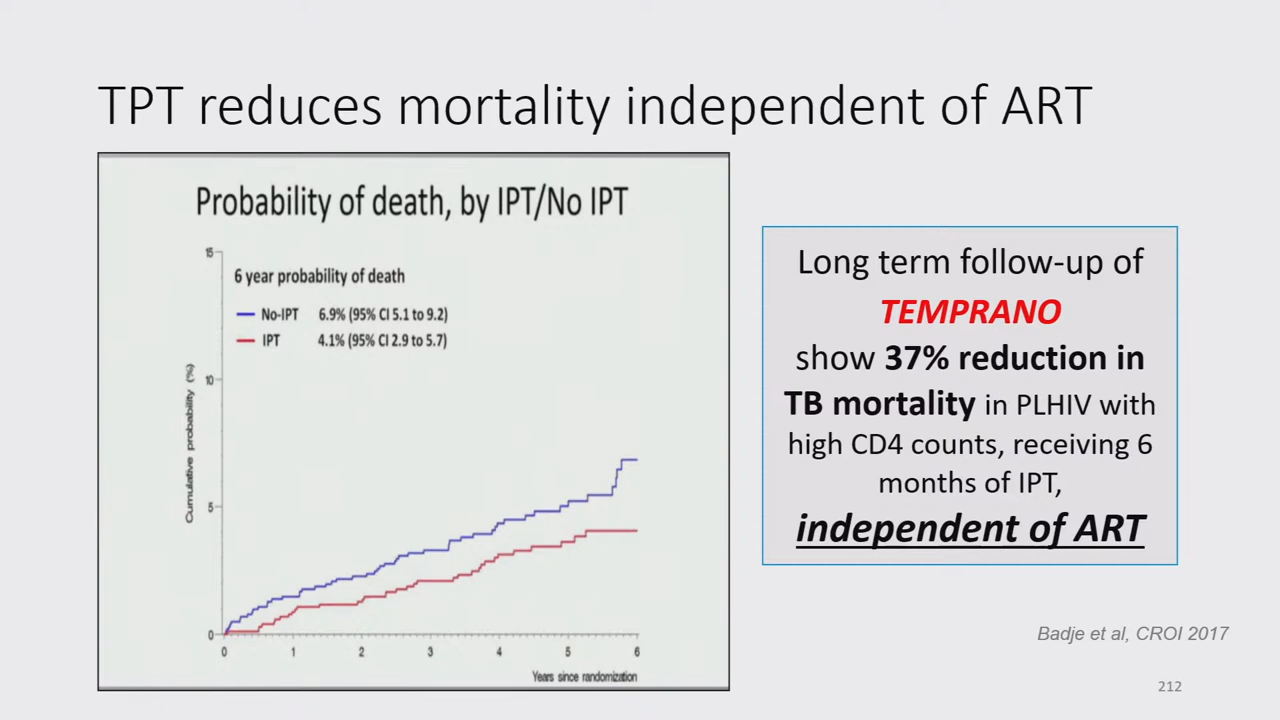 TPT reduces mortality independent of ART
Probability of death, by IPT/No IPT
15
6 year probability of death
No-IPT 6.9% (95% CI 5.1 to 9.2)
IPT 4.1% (95% CI 2.9 to 5.7)
10
Cumulative probability (%)
5
0
0 1 2 3 4 5 6
Years since randomization
Long term follow-up of
TEMPRANO
show 37% reduction in
TB mortality in PLHIV with
high CD4 counts, receiving 6
months of IPT,
independent of ART
Badje et al, CROI 2017
212